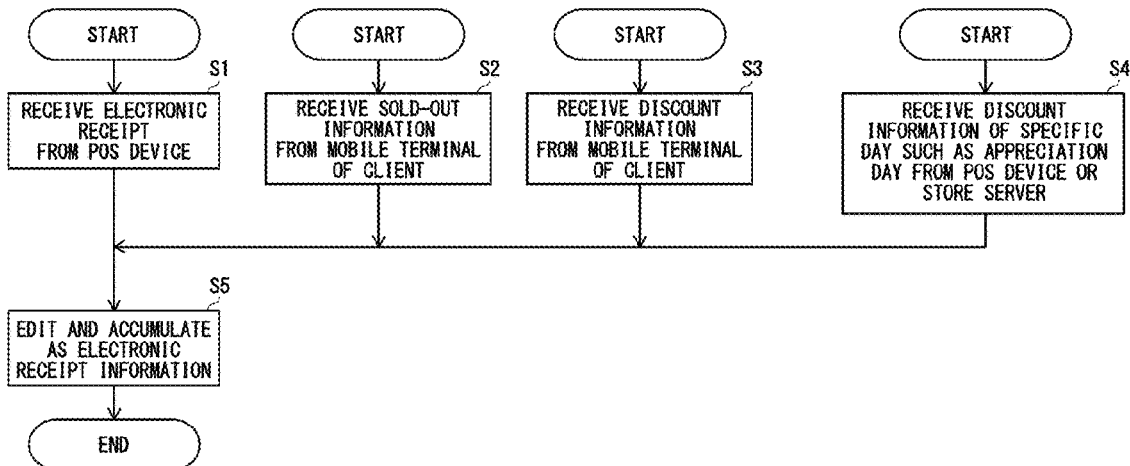 START
START
START
START
S1
S2
S3
S4
RECEIVE ELECTRONIC
RECEIPT
FROM POS DEVICE
RECEIVE SOLD-OUT
INFORMATION
FROM MOBILE TERMINAL
OF CLIENT
RECEIVE DISCOUNT
INFORMATION
FROM MOBILE TERMINAL
OF CLIENT
RECEIVE DISCOUNT
INFORMATION OF SPECIFIC
DAY SUCH AS APPRECIATION
DAY FROM POS DEVICE OR
STORE SERVER
S5
EDIT AND ACCUMULATE
AS ELECTRONIC
RECEIPT INFORMATION
END